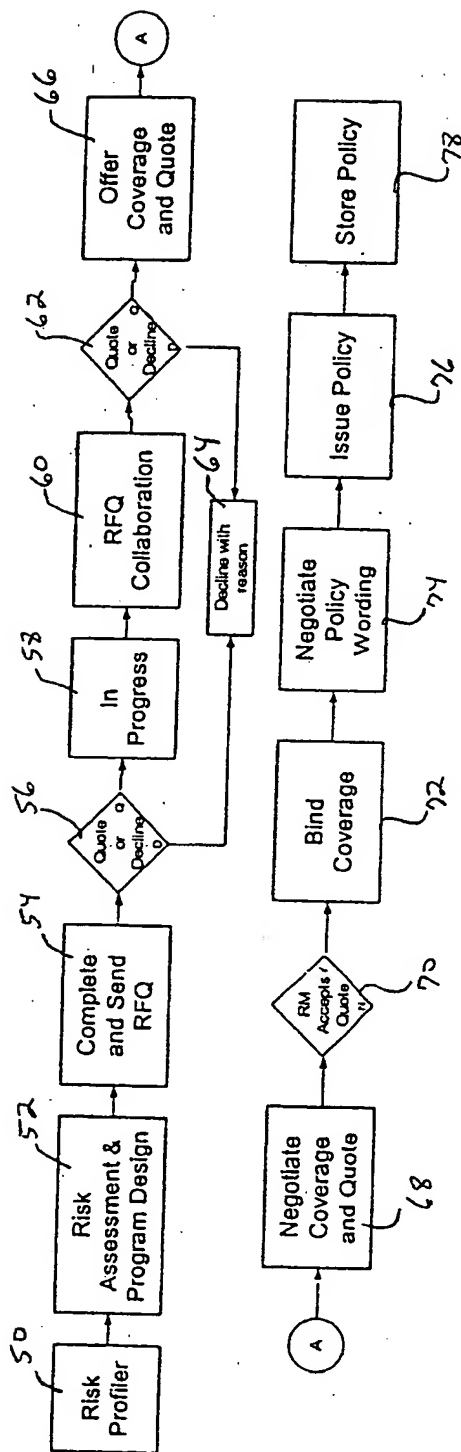 50
Risk
Profiler
52
Risk
Assessment &
Program Design
54
Complete
and Send
RFQ
56
Quote
or
Decline
Q
D
58
In
Progress
60
RFQ
Collaboration
62
Quote
or
Decline
Q
D
64
Decline with
reason
66
Offer
Coverage
and Quote
A
A
Negotiate
Coverage
and Quote
68
RM
Accepts
Quote
N
70
Bind
Coverage
72
Negotiate
Policy
Wording
74
Issue Policy
76
Store Policy
78